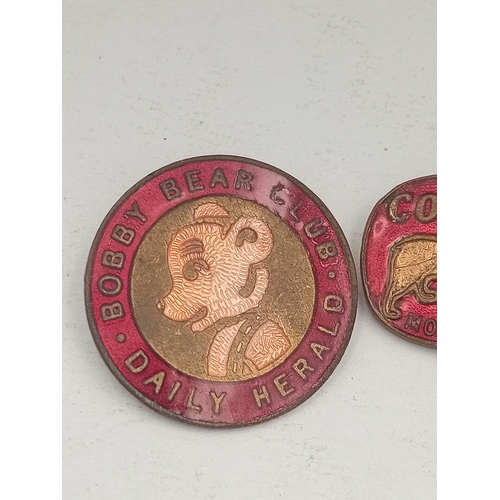 BOBBY BEAR CLUB ·
· DAILY HERALD
CO
MO